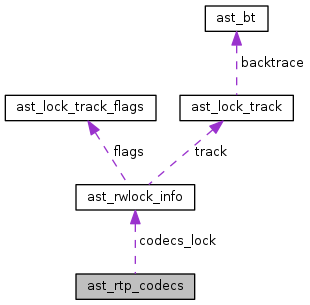 ast_bt
backtrace
ast_lock_track_flags
ast_lock_track
flags
track
ast_rwlock_info
codecs_lock
ast_rtp_codecs